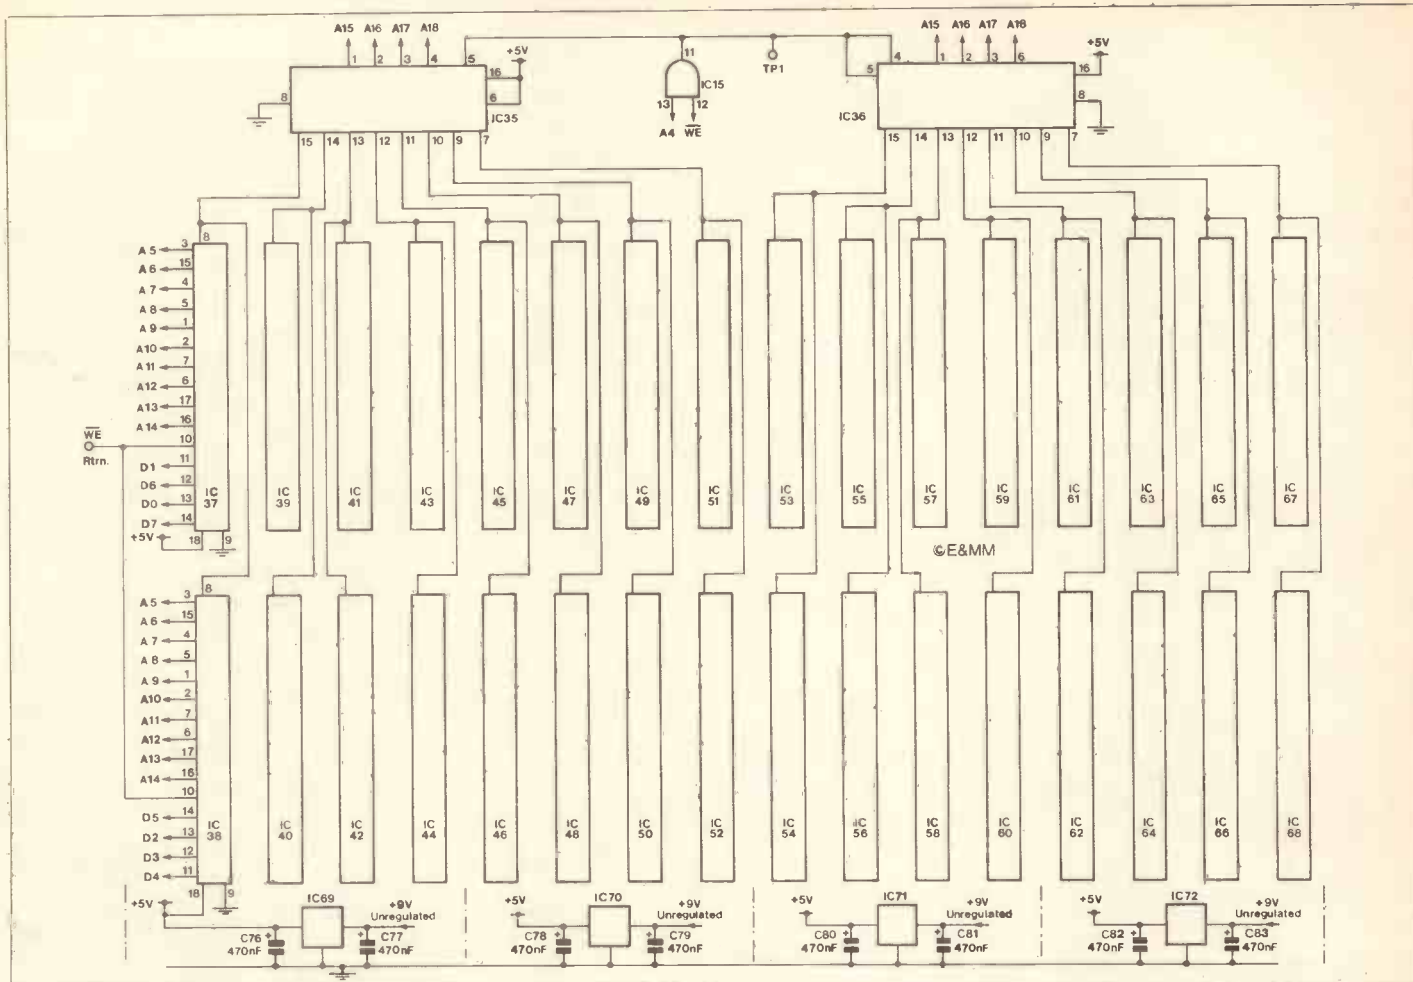 A15 A16 A17 A18
1 2 3 4 5
+5V
16
6
8
IC35
15 14 13 12 11 10 9 7
11
IC15
13 12
A4 WE
TP1
A15 A16 A17 A18
4 1 2 3 6
5
+5V
16
8
IC36
15 14 13 12 11 10 9 7
8
A5 3
A6 15
A7 4
A8 5
A9 1
A10 2
A11 7
A12 6
A13 17
A14 16
WE
Rtrn.
10
D1 11
D6 12
D0 13
D7 14
+5V
18 9
IC 37
IC 39
IC 41
IC 43
IC 45
IC 47
IC 49
IC 51
IC 53
IC 55
IC 57
IC 59
IC 61
IC 63
IC 65
IC 67
©E&MM
8
A5 3
A6 15
A7 4
A8 5
A9 1
A10 2
A11 7
A12 6
A13 17
A14 16
10
D5 14
D2 13
D3 12
D4 11
18 9
IC 38
IC 40
IC 42
IC 44
IC 46
IC 48
IC 50
IC 52
IC 54
IC 56
IC 58
IC 60
IC 62
IC 64
IC 66
IC 68
+5V
IC69
+9V
Unregulated
C76 +
470nF
+ C77
470nF
+5V
IC70
+9V
Unregulated
C78 +
470nF
+ C79
470nF
+5V
IC71
+9V
Unregulated
C80 +
470nF
+ C81
470nF
+5V
IC72
+9V
Unregulated
C82 +
470nF
+ C83
470nF